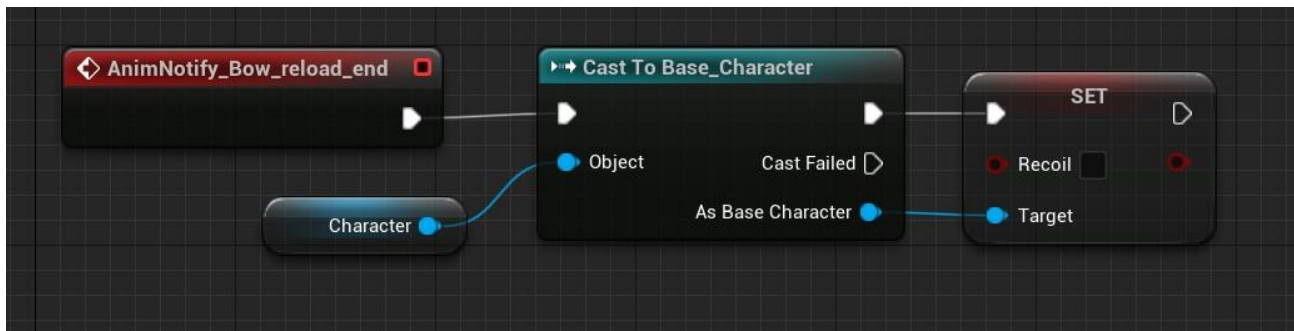 AnimNotify_Bow_reload_end
Cast To Base_Character
SET
Object
Cast Failed
Recoil
Character
As Base Character
Target